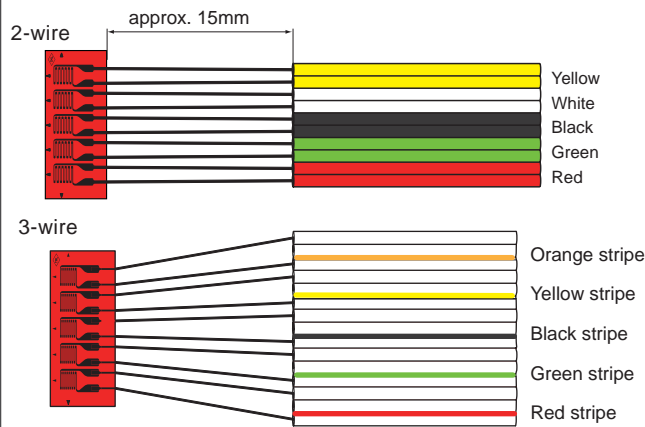 approx. 15mm
2-wire
Yellow
White
Black
Green
Red
3-wire
Orange stripe
Yellow stripe
Black stripe
Green stripe
Red stripe